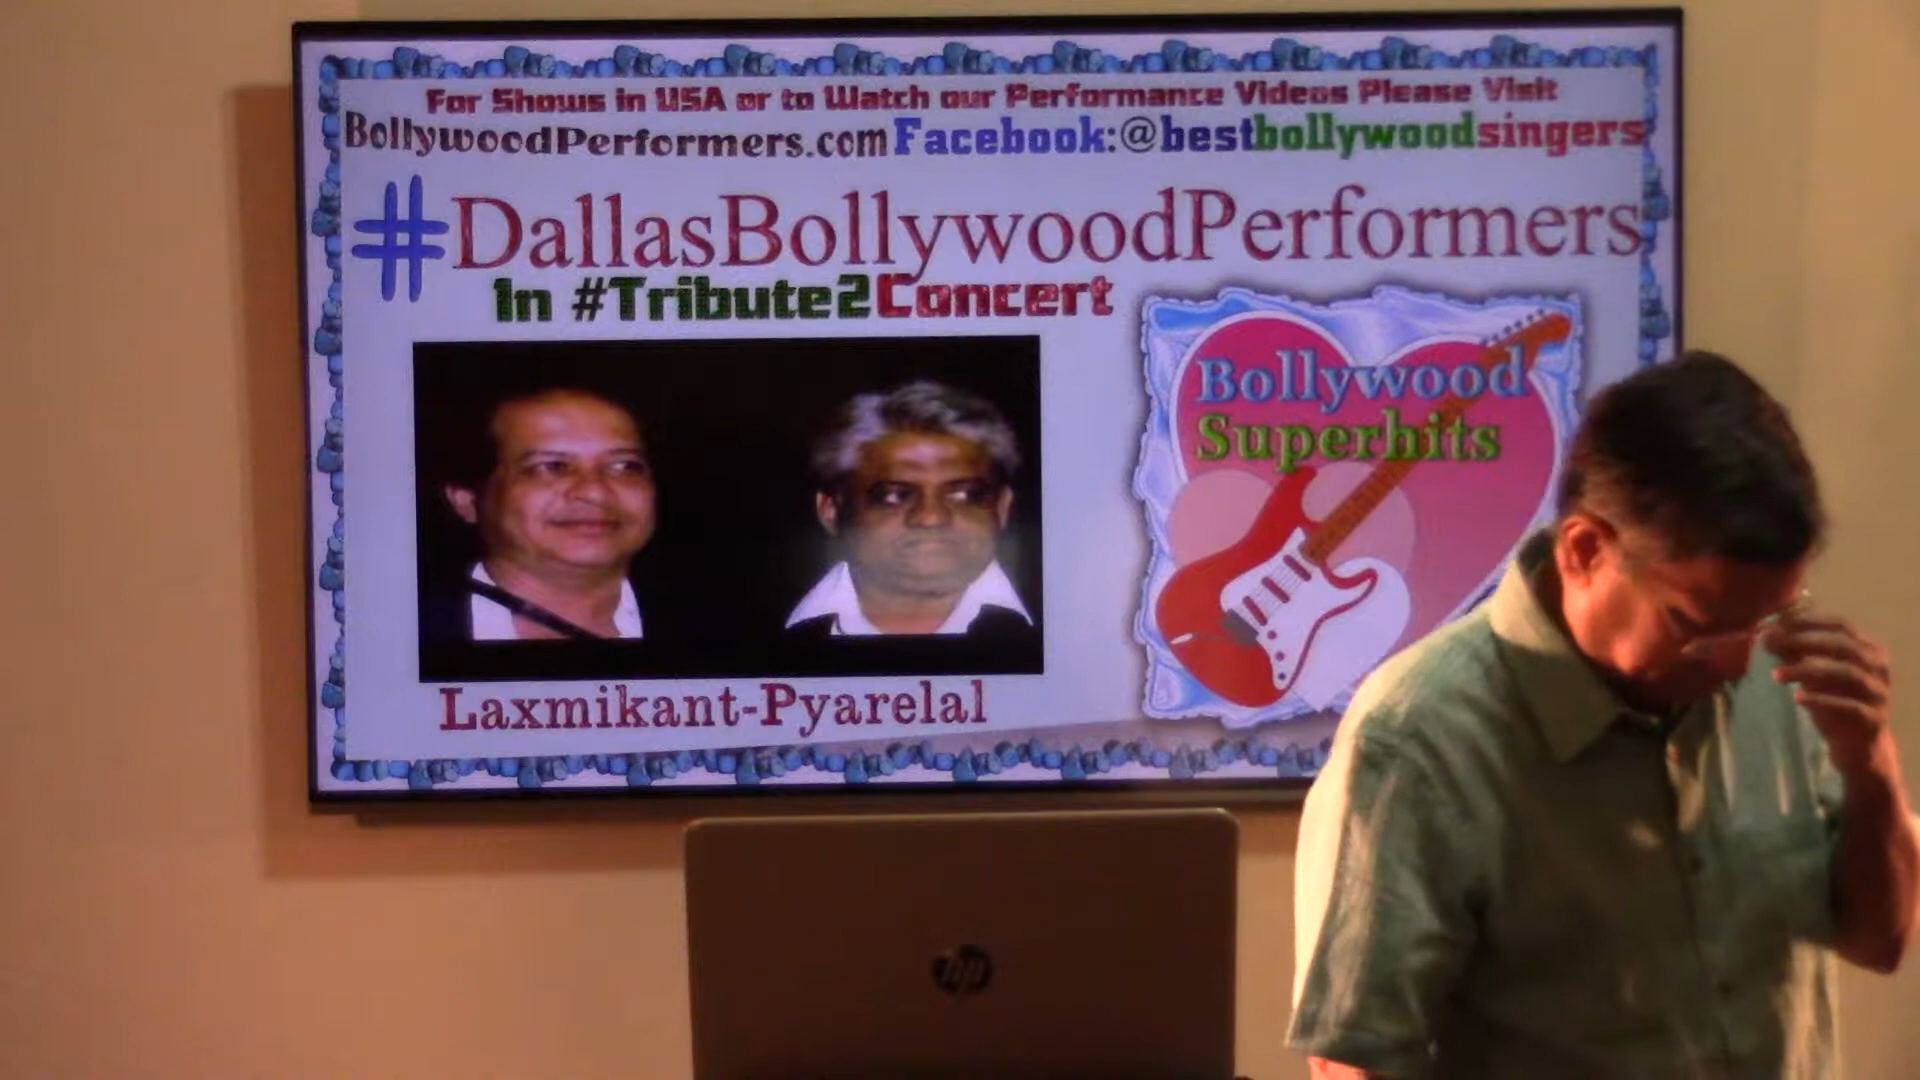 For Shows in USA or to Watch our Performance Videos Please Visit
BollywoodPerformers.com Facebook:@bestbollywoodsingers
#DallasBollywoodPerformers
In #Tribute2Concert
Bollywood
Superhits
Laxmikant-Pyarelal
hp